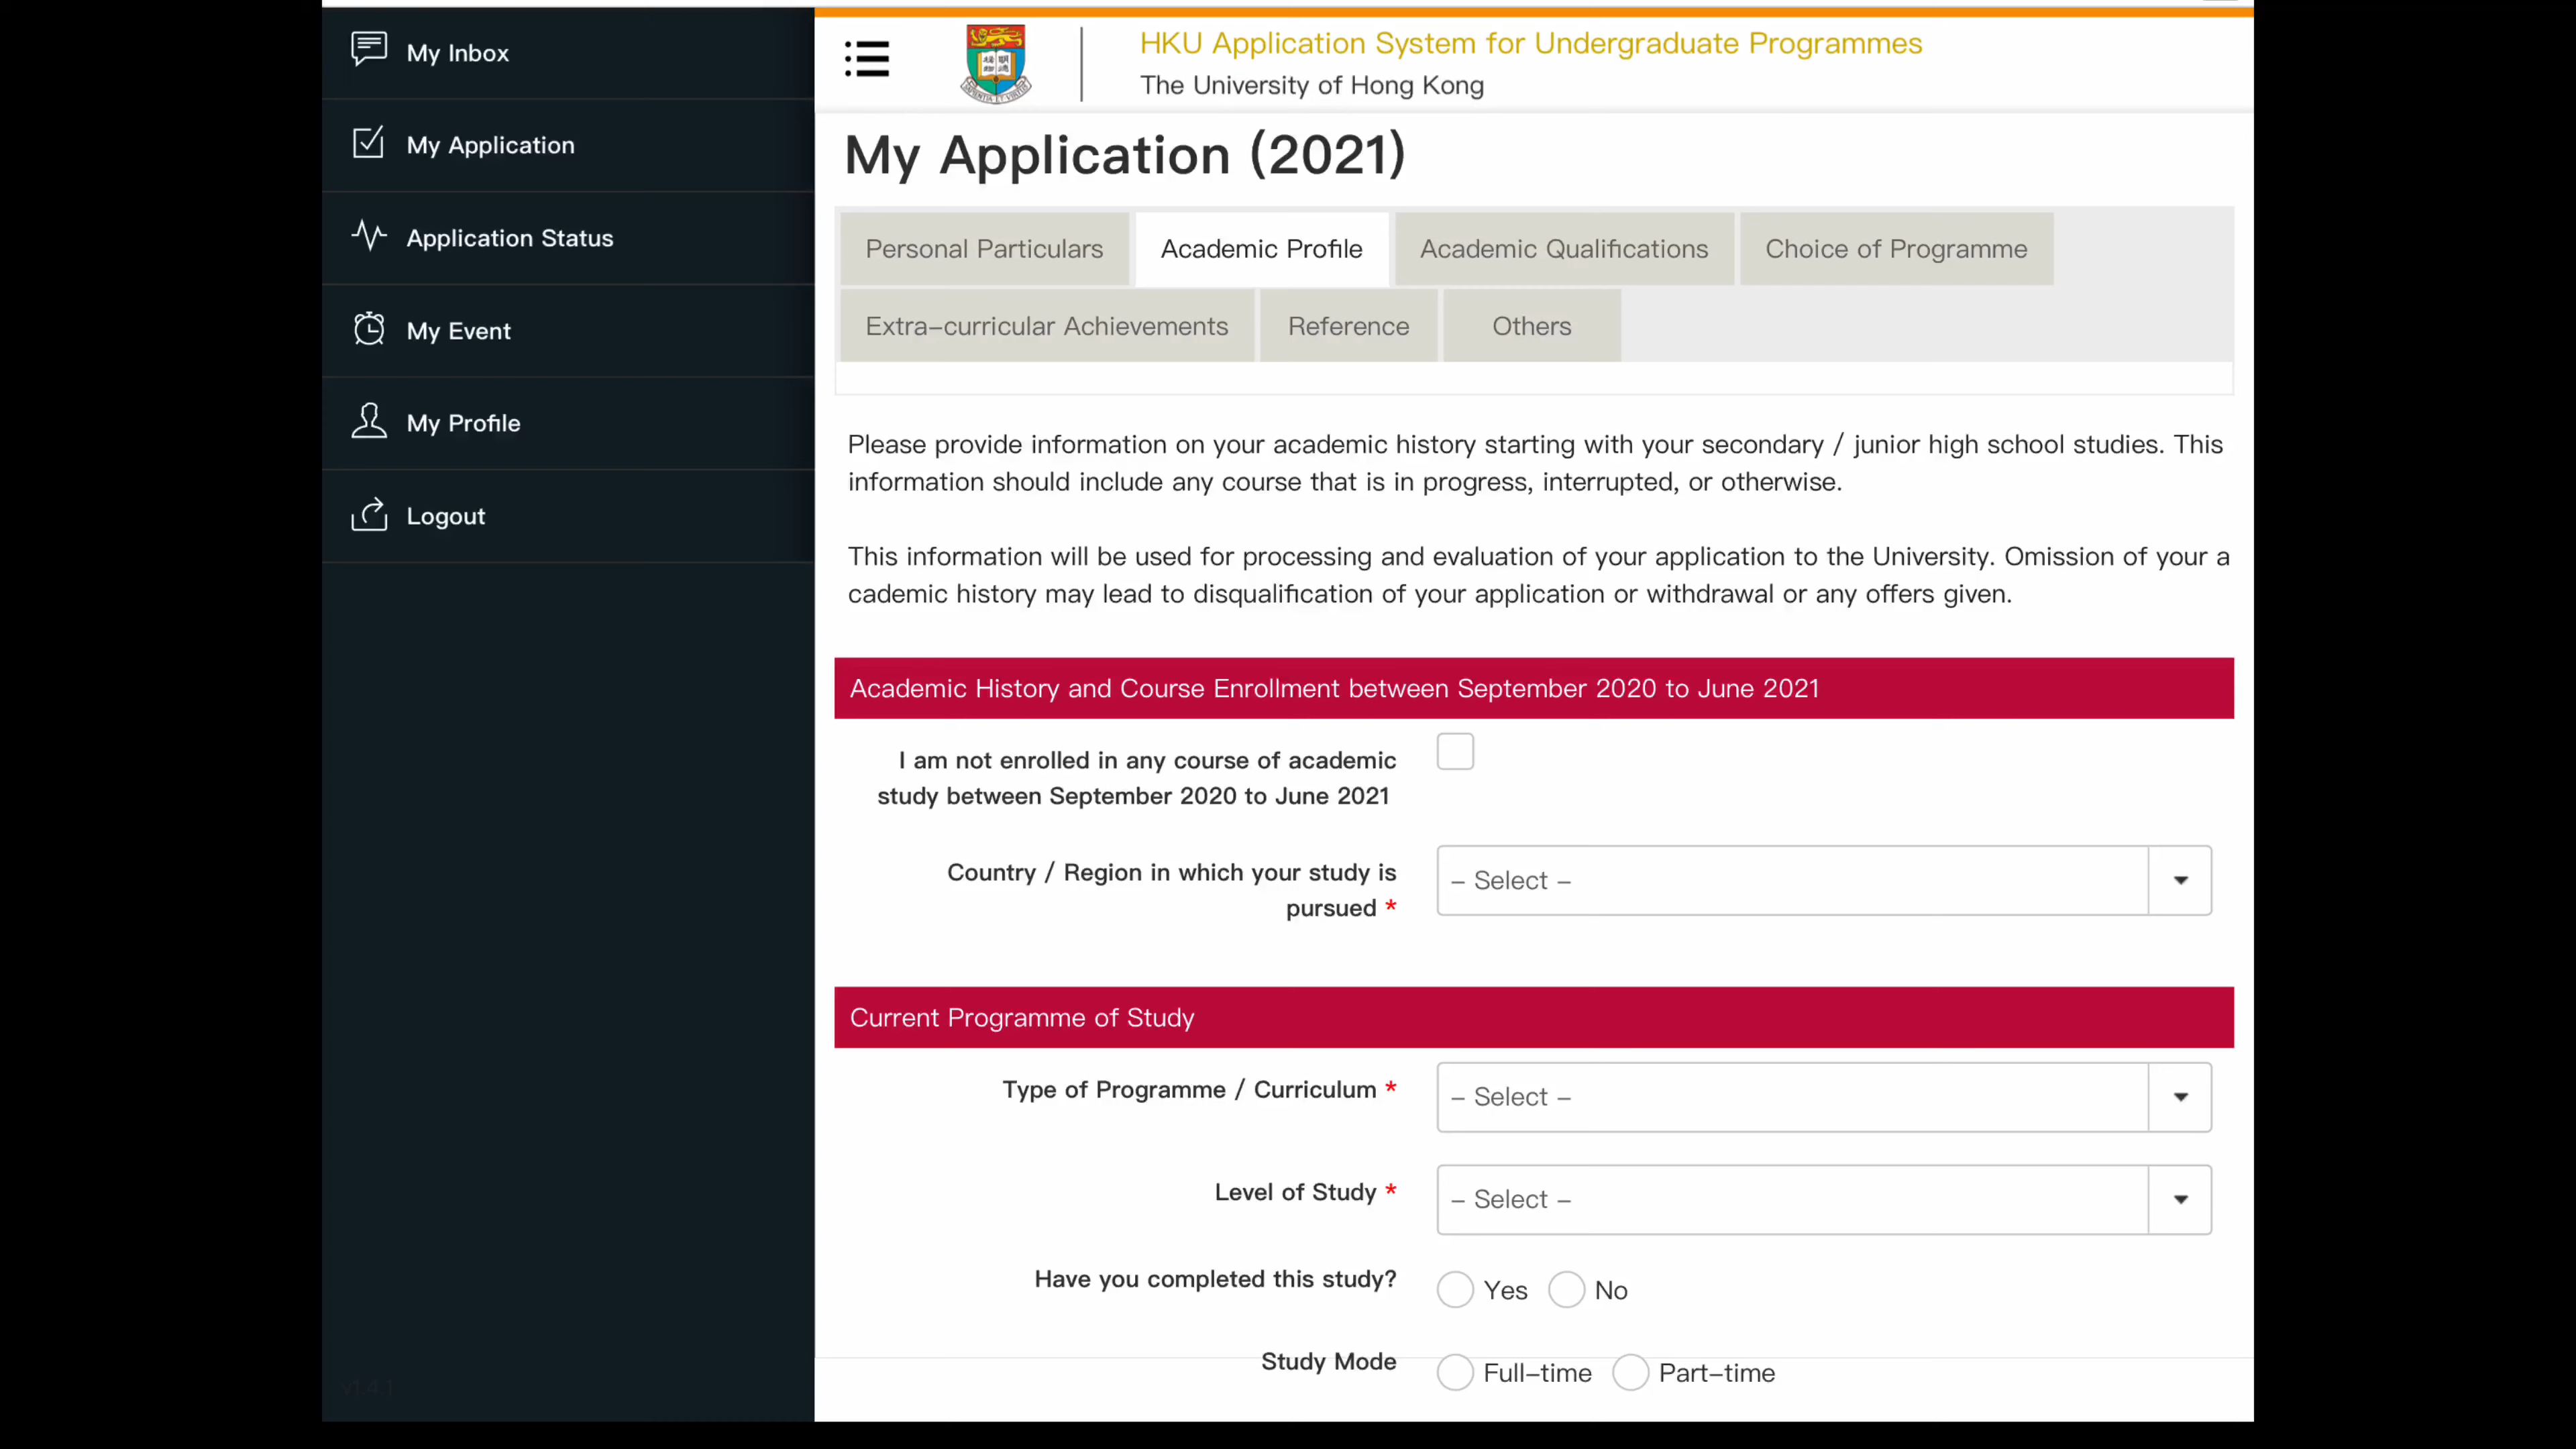 My Inbox
My Application
Application Status
My Event
My Profile
Logout
v1.4.1
HKU Application System for Undergraduate Programmes
The University of Hong Kong
My Application (2021)
Personal Particulars
Academic Profile
Academic Qualifications
Choice of Programme
Extra-curricular Achievements
Reference
Others
Please provide information on your academic history starting with your secondary / junior high school studies. This
information should include any course that is in progress, interrupted, or otherwise.
This information will be used for processing and evaluation of your application to the University. Omission of your a
cademic history may lead to disqualification of your application or withdrawal or any offers given.
Academic History and Course Enrollment between September 2020 to June 2021
I am not enrolled in any course of academic
study between September 2020 to June 2021
Country / Region in which your study is
pursued *
– Select –
Current Programme of Study
Type of Programme / Curriculum *
– Select –
Level of Study *
– Select –
Have you completed this study?
Yes
No
Study Mode
Full-time
Part-time